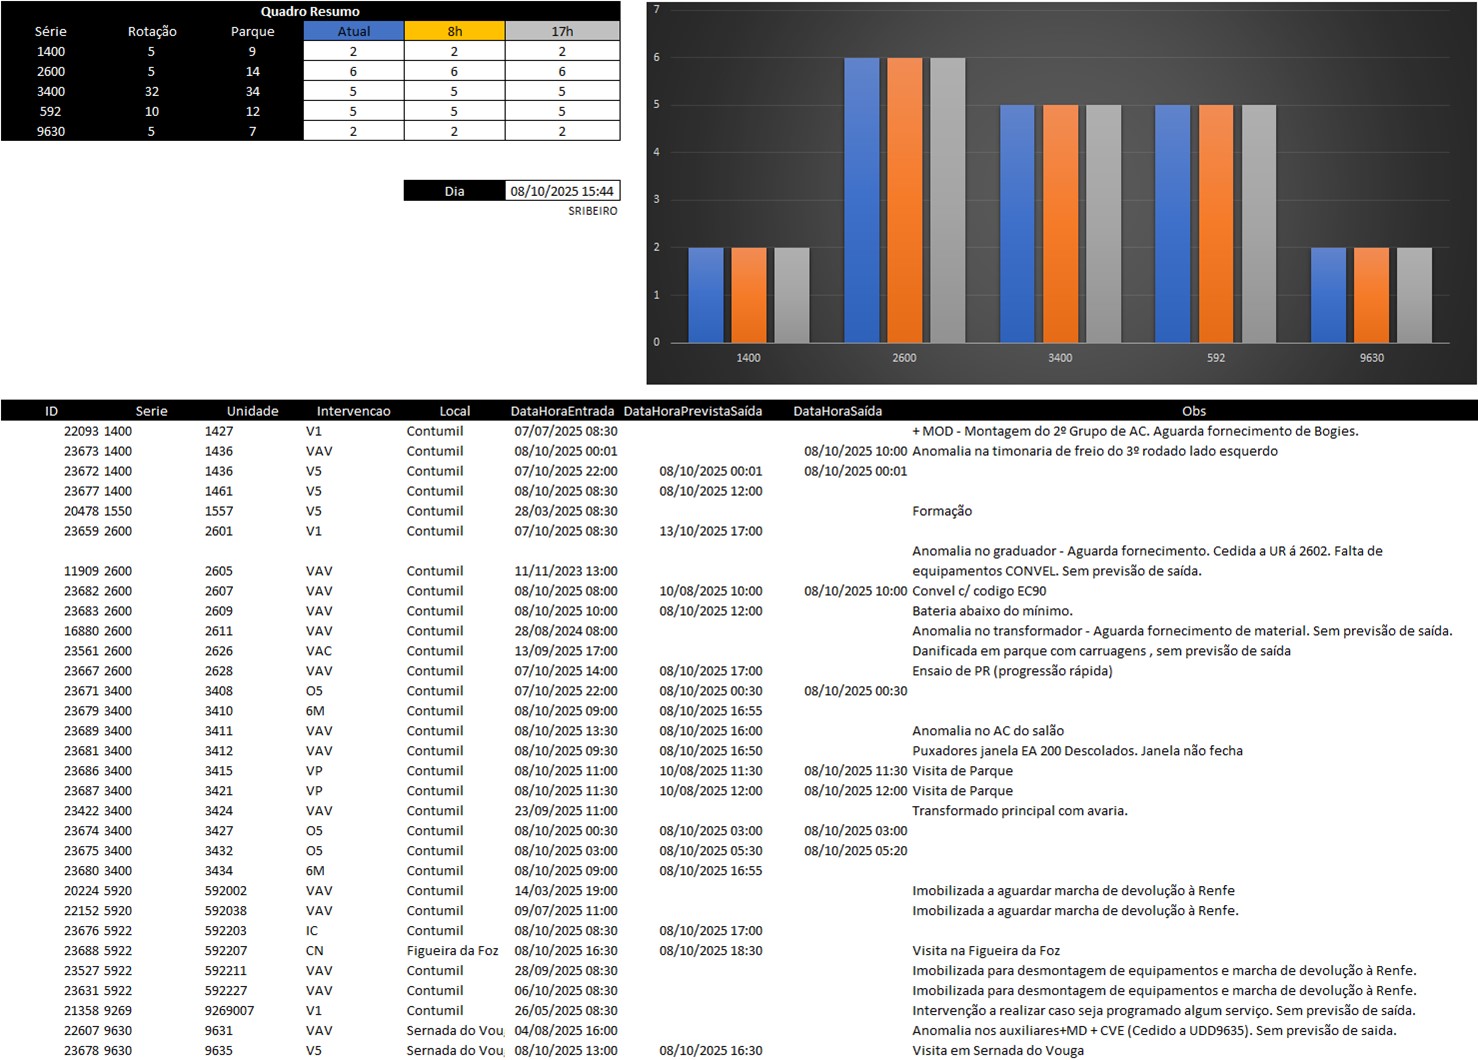 Quadro Resumo
Série Rotação Parque Atual 8h 17h
1400 5 9 2 2 2
2600 5 14 6 6 6
3400 32 34 5 5 5
592 10 12 5 5 5
9630 5 7 2 2 2
Dia 08/10/2025 15:44
SRIBEIRO
7
6
5
4
3
2
1
0
1400 2600 3400 592 9630
ID Serie Unidade Intervencao Local DataHoraEntrada DataHoraPrevistaSaída DataHoraSaída Obs
22093 1400 1427 V1 Contumil 07/07/2025 08:30 + MOD - Montagem do 2º Grupo de AC. Aguarda fornecimento de Bogies.
23673 1400 1436 VAV Contumil 08/10/2025 00:01 08/10/2025 10:00 Anomalia na timonaria de freio do 3º rodado lado esquerdo
23672 1400 1436 V5 Contumil 07/10/2025 22:00 08/10/2025 00:01 08/10/2025 00:01
23677 1400 1461 V5 Contumil 08/10/2025 08:30 08/10/2025 12:00
20478 1550 1557 V5 Contumil 28/03/2025 08:30 Formação
23659 2600 2601 V1 Contumil 07/10/2025 08:30 13/10/2025 17:00
Anomalia no graduador - Aguarda fornecimento. Cedida a UR á 2602. Falta de
11909 2600 2605 VAV Contumil 11/11/2023 13:00 equipamentos CONVEL. Sem previsão de saída.
23682 2600 2607 VAV Contumil 08/10/2025 08:00 10/08/2025 10:00 08/10/2025 10:00 Convel c/ codigo EC90
23683 2600 2609 VAV Contumil 08/10/2025 10:00 08/10/2025 12:00 Bateria abaixo do mínimo.
16880 2600 2611 VAV Contumil 28/08/2024 08:00 Anomalia no transformador - Aguarda fornecimento de material. Sem previsão de saída.
23561 2600 2626 VAC Contumil 13/09/2025 17:00 Danificada em parque com carruagens , sem previsão de saída
23667 2600 2628 VAV Contumil 07/10/2025 14:00 08/10/2025 17:00 Ensaio de PR (progressão rápida)
23671 3400 3408 O5 Contumil 07/10/2025 22:00 08/10/2025 00:30 08/10/2025 00:30
23679 3400 3410 6M Contumil 08/10/2025 09:00 08/10/2025 16:55
23689 3400 3411 VAV Contumil 08/10/2025 13:30 08/10/2025 16:00 Anomalia no AC do salão
23681 3400 3412 VAV Contumil 08/10/2025 09:30 08/10/2025 16:50 Puxadores janela EA 200 Descolados. Janela não fecha
23686 3400 3415 VP Contumil 08/10/2025 11:00 10/08/2025 11:30 08/10/2025 11:30 Visita de Parque
23687 3400 3421 VP Contumil 08/10/2025 11:30 10/08/2025 12:00 08/10/2025 12:00 Visita de Parque
23422 3400 3424 VAV Contumil 23/09/2025 11:00 Transformado principal com avaria.
23674 3400 3427 O5 Contumil 08/10/2025 00:30 08/10/2025 03:00 08/10/2025 03:00
23675 3400 3432 O5 Contumil 08/10/2025 03:00 08/10/2025 05:30 08/10/2025 05:20
23680 3400 3434 6M Contumil 08/10/2025 09:00 08/10/2025 16:55
20224 5920 592002 VAV Contumil 14/03/2025 19:00 Imobilizada a aguardar marcha de devolução à Renfe
22152 5920 592038 VAV Contumil 09/07/2025 11:00 Imobilizada a aguardar marcha de devolução à Renfe.
23676 5922 592203 IC Contumil 08/10/2025 08:30 08/10/2025 17:00
23688 5922 592207 CN Figueira da Foz 08/10/2025 16:30 08/10/2025 18:30 Visita na Figueira da Foz
23527 5922 592211 VAV Contumil 28/09/2025 08:30 Imobilizada para desmontagem de equipamentos e marcha de devolução à Renfe.
23631 5922 592227 VAV Contumil 06/10/2025 08:30 Imobilizada para desmontagem de equipamentos e marcha de devolução à Renfe.
21358 9269 9269007 V1 Contumil 26/05/2025 08:30 Intervenção a realizar caso seja programado algum serviço. Sem previsão de saída.
22607 9630 9631 VAV Sernada do Vou 04/08/2025 16:00 Anomalia nos auxiliares+MD + CVE (Cedido a UDD9635). Sem previsão de saida.
23678 9630 9635 V5 Sernada do Vou 08/10/2025 13:00 08/10/2025 16:30 Visita em Sernada do Vouga